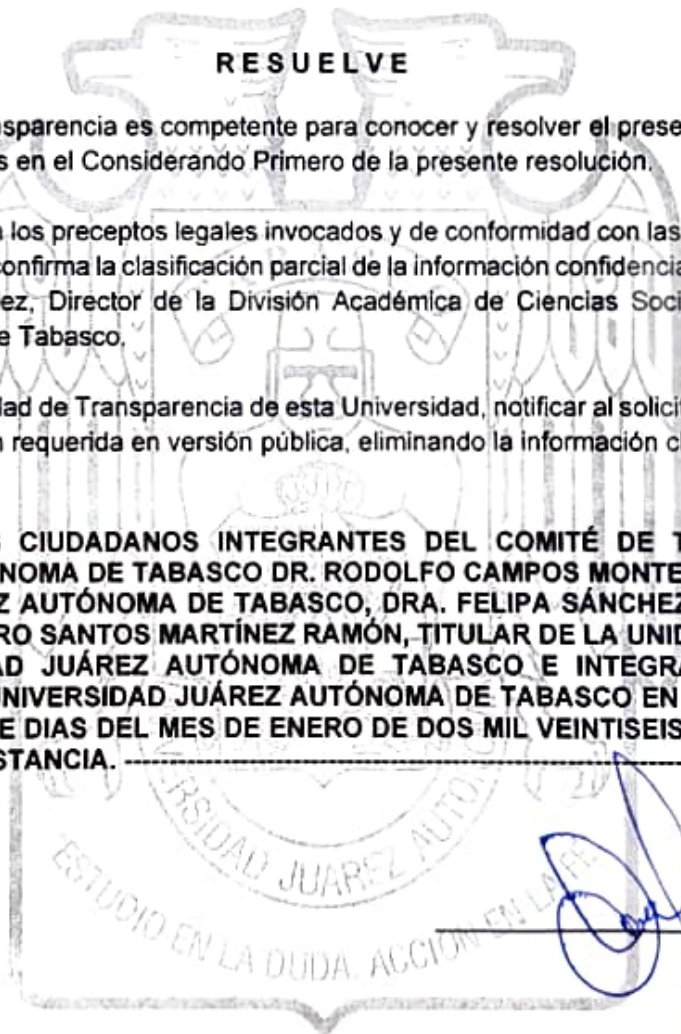 RESUELVE
sparencia es competente para conocer y resolver el prese
s en el Considerando Primero de la presente resolución.
los preceptos legales invocados y de conformidad con las
confirma la clasificación parcial de la información confidencia
ez, Director de la División Académica de Ciencias Soci
e Tabasco.
dad de Transparencia de esta Universidad, notificar al solicit
n requerida en versión pública, eliminando la información c
CIUDADANOS INTEGRANTES DEL COMITÉ DE T
NOMA DE TABASCO DR. RODOLFO CAMPOS MONTE
Z AUTÓNOMA DE TABASCO, DRA. FELIPA SÁNCHEZ
RO SANTOS MARTÍNEZ RAMÓN, TITULAR DE LA UNID
AD JUÁREZ AUTÓNOMA DE TABASCO E INTEGRA
UNIVERSIDAD JUÁREZ AUTÓNOMA DE TABASCO EN
E DIAS DEL MES DE ENERO DE DOS MIL VEINTISEIS
STANCIA. ----------
ERSIDAD JUAREZ AUTONO
ESTUDIO EN LA DUDA. ACCIÓN EN LA FE